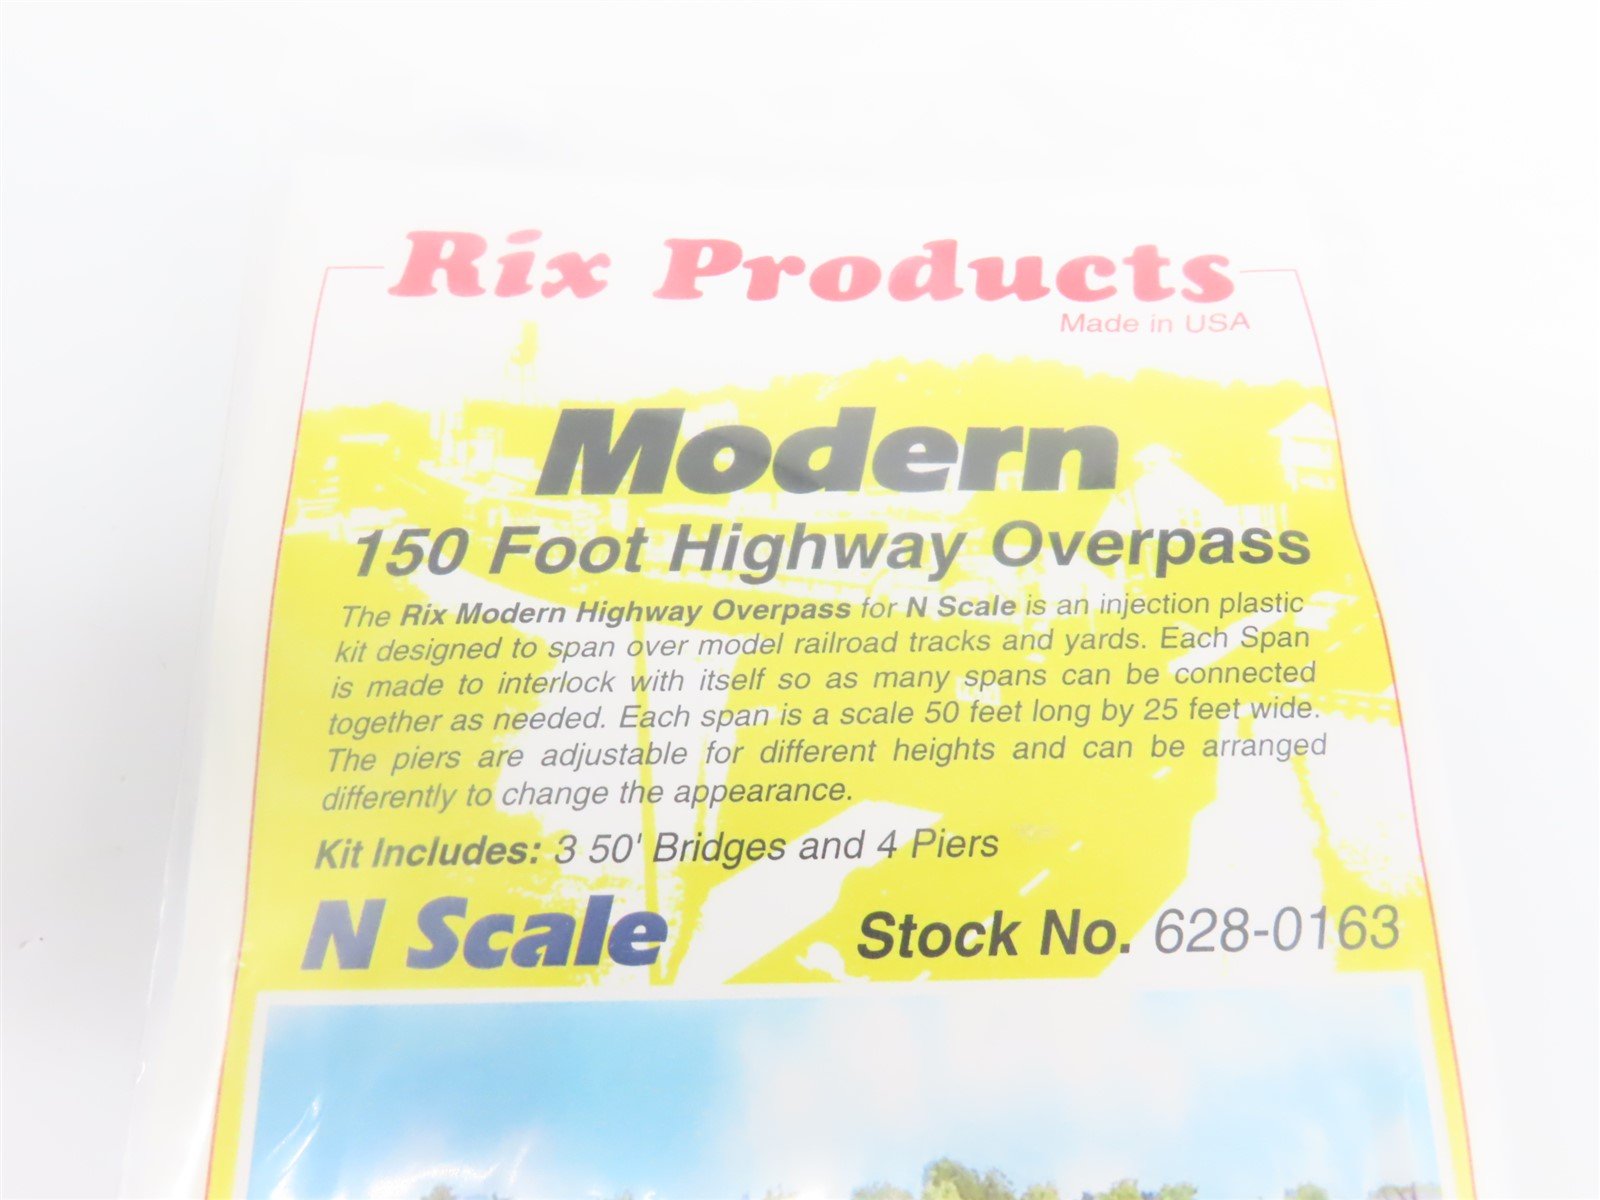 Rix Products
Made in USA
Modern
150 Foot Highway Overpass
The Rix Modern Highway Overpass for N Scale is an injection plastic
kit designed to span over model railroad tracks and yards. Each Span
is made to interlock with itself so as many spans can be connected
together as needed. Each span is a scale 50 feet long by 25 feet wide.
The piers are adjustable for different heights and can be arranged
differently to change the appearance.
Kit Includes: 3 50' Bridges and 4 Piers
N Scale
Stock No. 628-0163